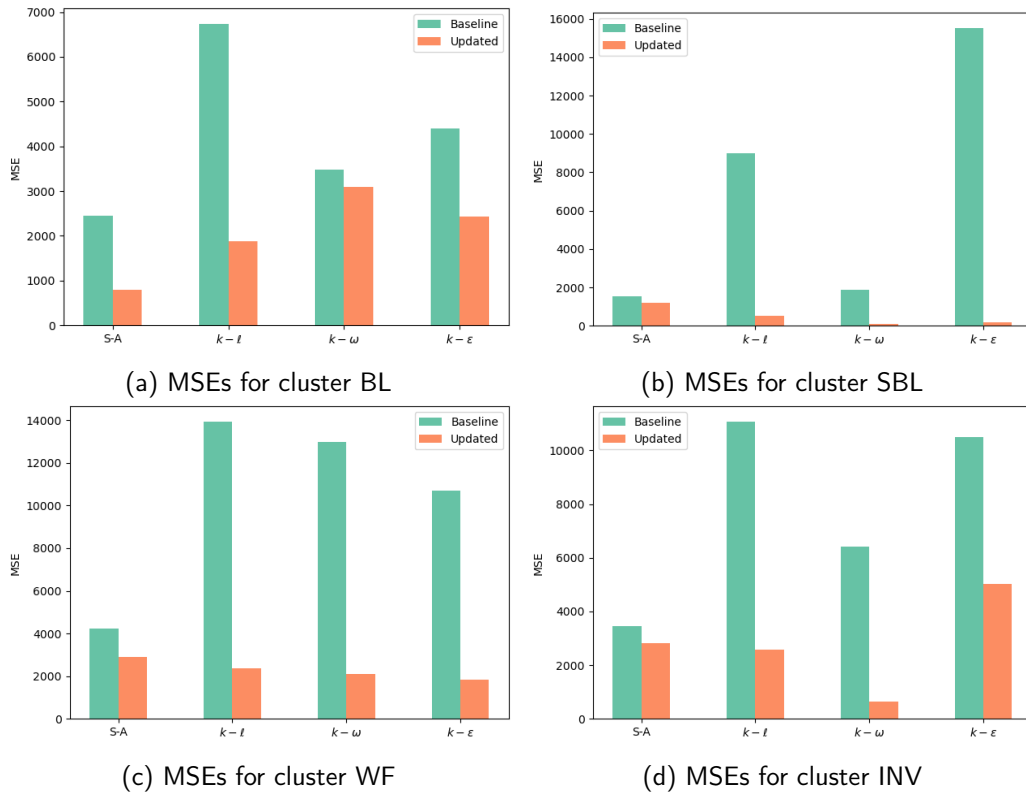 7000
6000
5000
4000
3000
2000
1000
0
MSE
Baseline
Updated
S-A
k − ℓ
k − ω
k − ε
(a) MSEs for cluster BL
16000
14000
12000
10000
8000
6000
4000
2000
0
MSE
Baseline
Updated
S-A
k − ℓ
k − ω
k − ε
(b) MSEs for cluster SBL
14000
12000
10000
8000
6000
4000
2000
0
MSE
Baseline
Updated
S-A
k − ℓ
k − ω
k − ε
(c) MSEs for cluster WF
10000
8000
6000
4000
2000
0
MSE
Baseline
Updated
S-A
k − ℓ
k − ω
k − ε
(d) MSEs for cluster INV